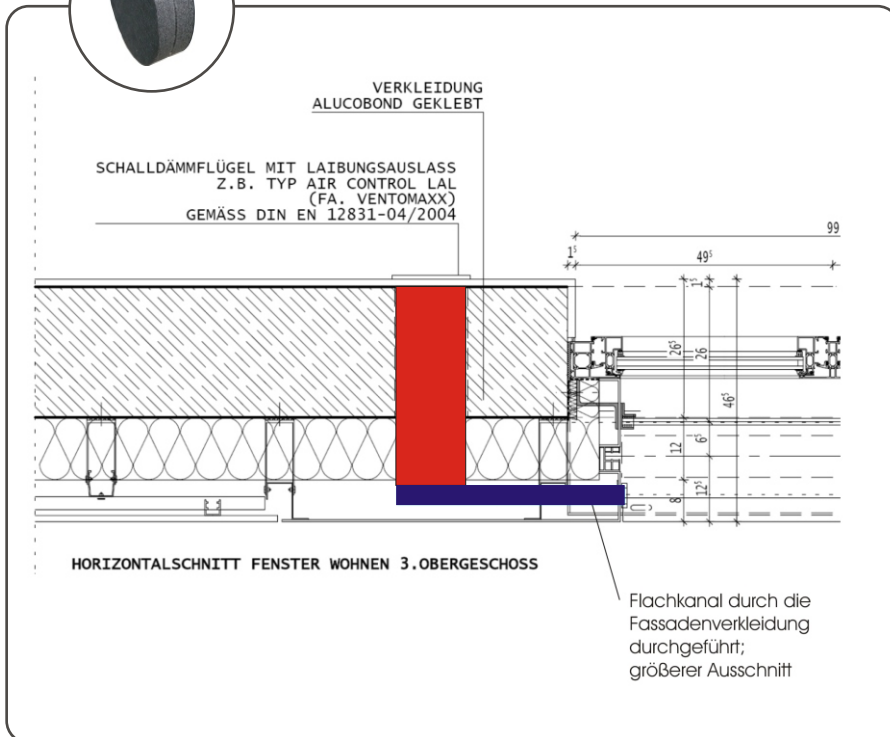 VERKLEIDUNG
ALUCOBOND GEKLEBT
SCHALLDÄMMFLÜGEL MIT LAIBUNGSAUSLASS
Z.B. TYP AIR CONTROL LAL
(FA. VENTOMAXX)
GEMÄSS DIN EN 12831-04/2004
99
1⁵
49⁵
1⁵
26⁵
26
46⁵
12
6⁵
8
12⁵
HORIZONTALSCHNITT FENSTER WOHNEN 3.OBERGESCHOSS
Flachkanal durch die
Fassadenverkleidung
durchgeführt;
größerer Ausschnitt